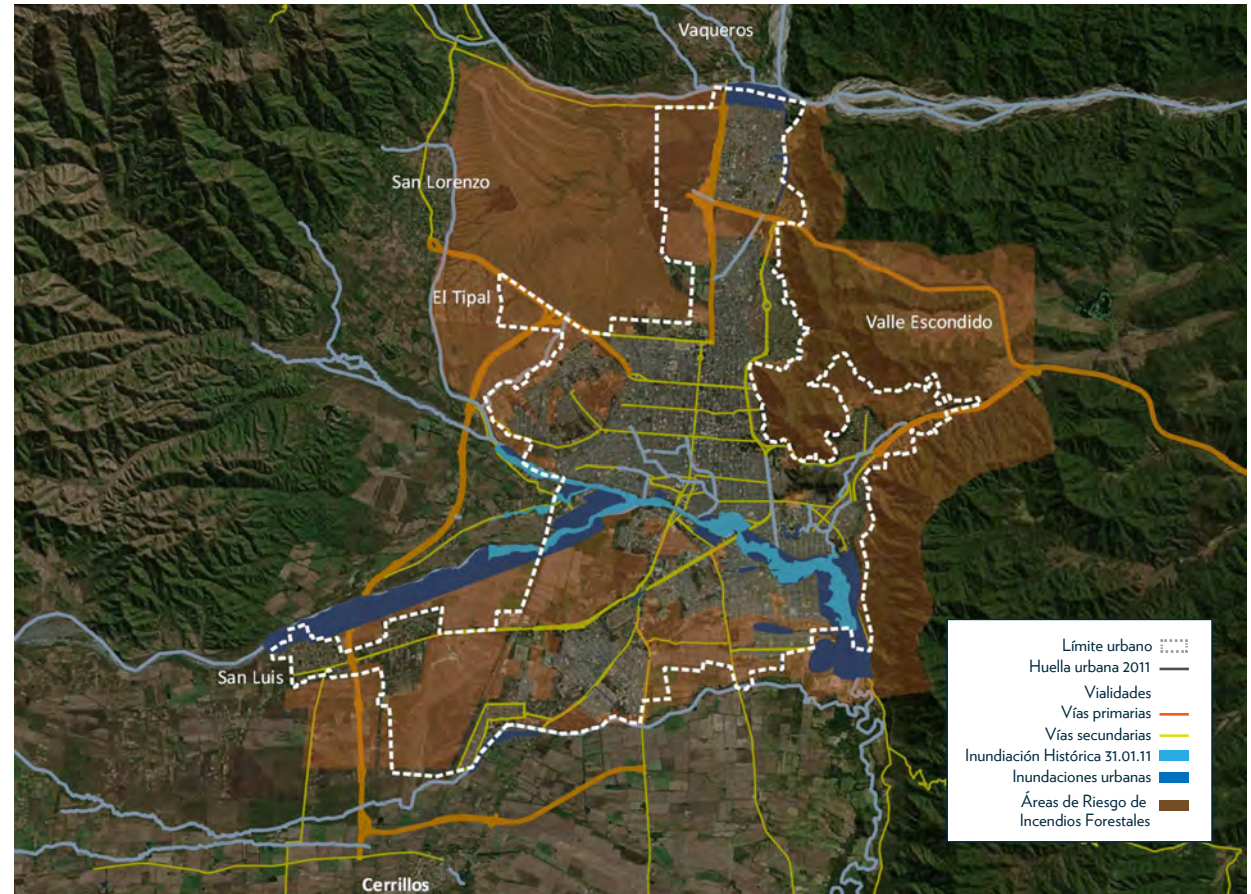 Vaqueros
San Lorenzo
El Tipal
Valle Escondido
San Luis
Cerrillos
Límite urbano
Huella urbana 2011
Vialidades
Vías primarias
Vías secundarias
Inundiación Histórica 31.01.11
Inundaciones urbanas
Áreas de Riesgo de
Incendios Forestales